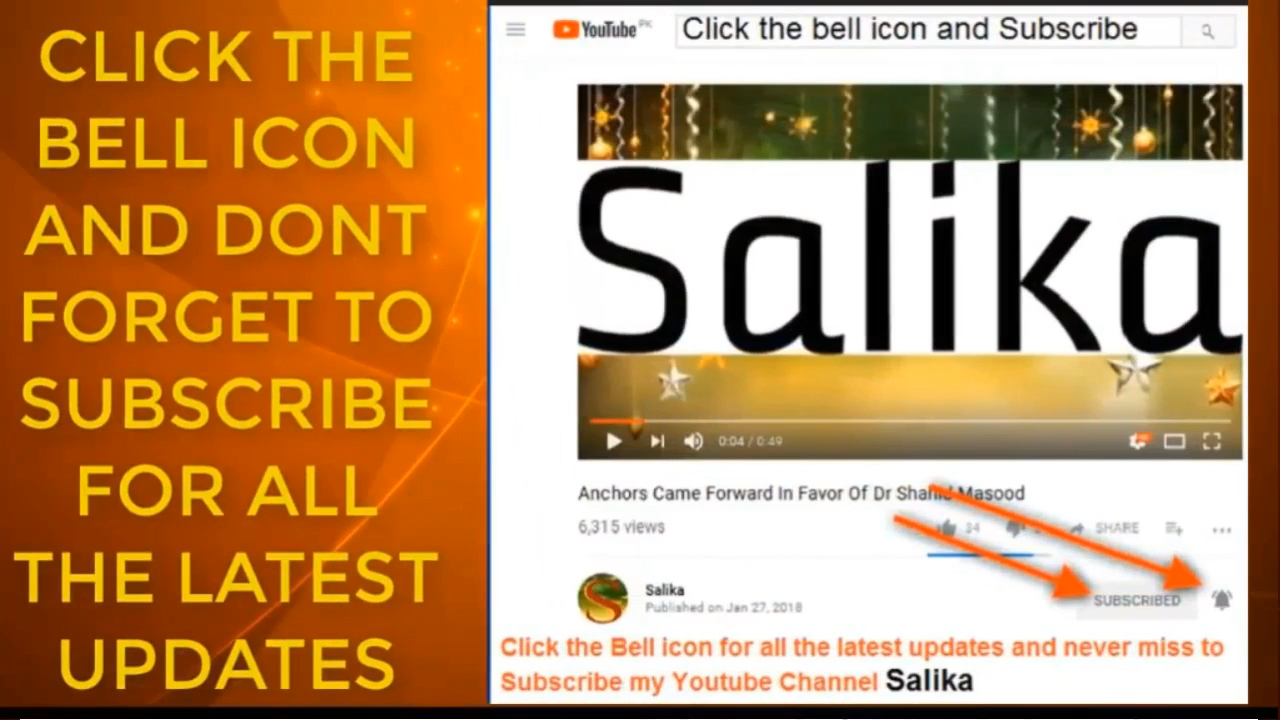 CLICK THE
BELL ICON
AND DONT
FORGET TO
SUBSCRIBE
FOR ALL
THE LATEST
UPDATES
YouTube PK
Click the bell icon and Subscribe
Salika
0:04 / 0:49
Anchors Came Forward In Favor Of Dr Shahid Masood
6,315 views
34
SHARE
Salika
Published on Jan 27, 2018
SUBSCRIBED
Click the Bell icon for all the latest updates and never miss to
Subscribe my Youtube Channel Salika